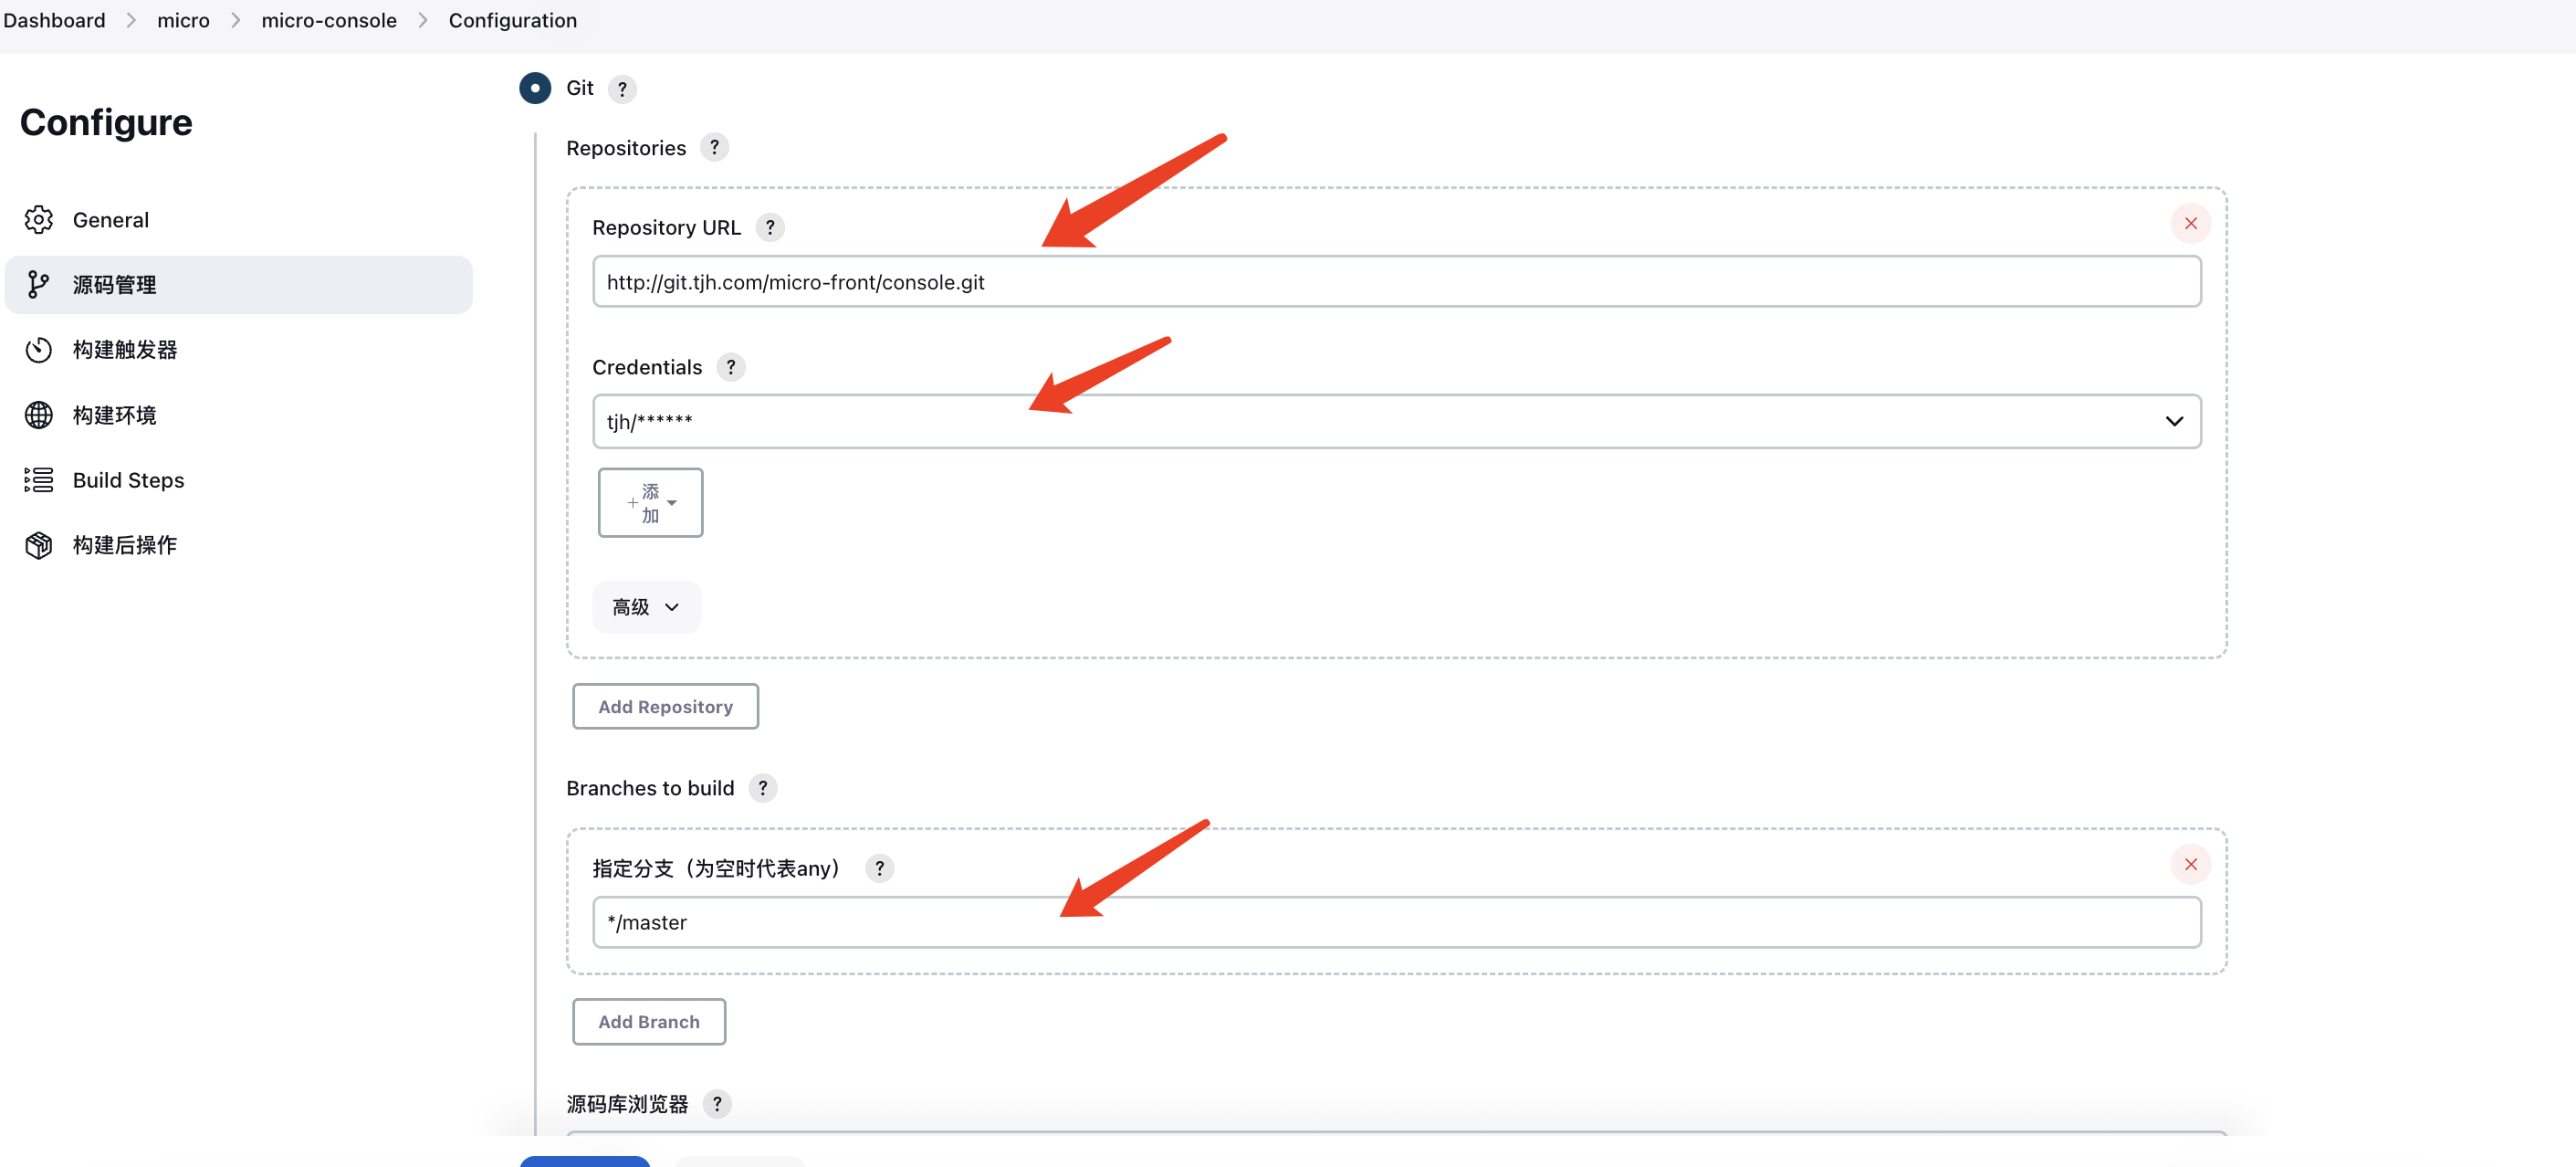 Dashboard > micro > micro-console > Configuration
Configure
General
源码管理
构建触发器
构建环境
Build Steps
构建后操作
Git ?
Repositories ?
Repository URL ?
http://git.tjh.com/micro-front/console.git
Credentials ?
tjh/******
+添加
高级
Add Repository
Branches to build ?
指定分支（为空时代表any） ?
*/master
Add Branch
源码库浏览器 ?